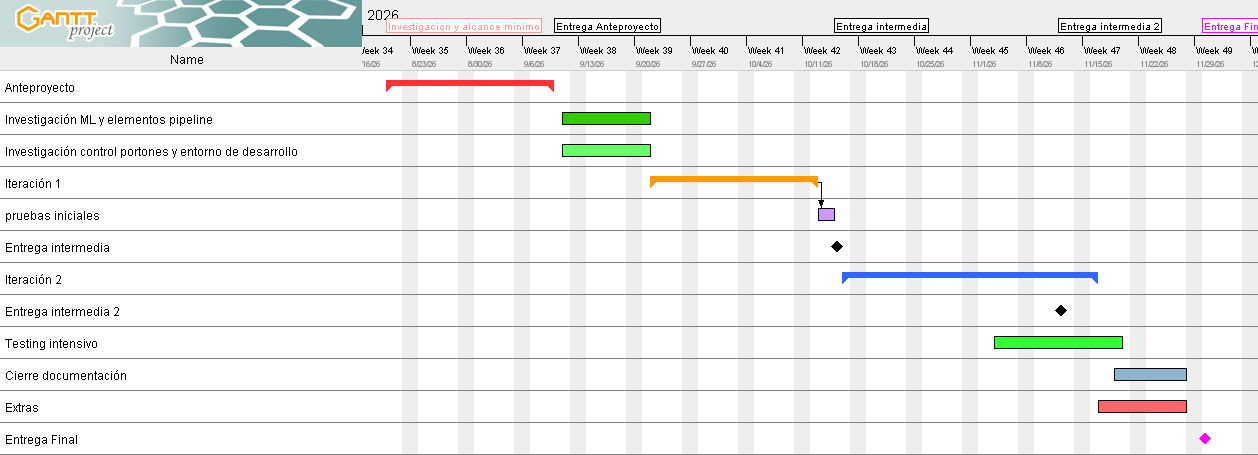 GANTT
project
2026
Investigacion y alcance minimo
Entrega Anteproyecto
Entrega intermedia
Entrega intermedia 2
Entrega Fin
Name
Week 34
Week 35
Week 36
Week 37
Week 38
Week 39
Week 40
Week 41
Week 42
Week 43
Week 44
Week 45
Week 46
Week 47
Week 48
Week 49
8/16/26
8/23/26
8/30/26
9/6/26
9/13/26
9/20/26
9/27/26
10/4/26
10/11/26
10/18/26
10/25/26
11/1/26
11/8/26
11/15/26
11/22/26
11/29/26
12
Anteproyecto
Investigación ML y elementos pipeline
Investigación control portones y entorno de desarrollo
Iteración 1
pruebas iniciales
Entrega intermedia
Iteración 2
Entrega intermedia 2
Testing intensivo
Cierre documentación
Extras
Entrega Final